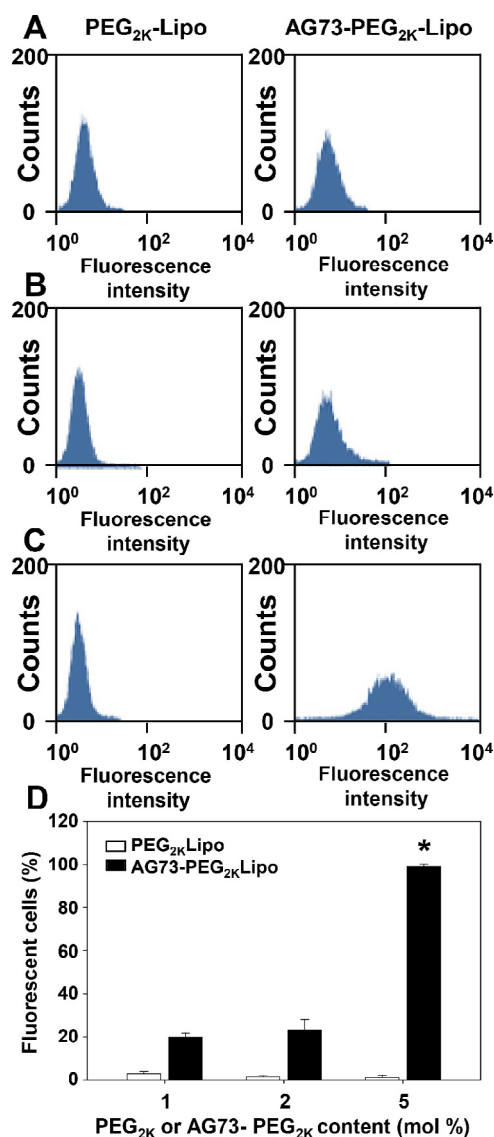 A
PEG2K-Lipo
AG73-PEG2K-Lipo
200
Counts
0
10^0
10^2
10^4
Fluorescence
intensity
200
Counts
0
10^0
10^2
10^4
Fluorescence
intensity
B
200
Counts
0
10^0
10^2
10^4
Fluorescence
intensity
200
Counts
0
10^0
10^2
10^4
Fluorescence
intensity
C
200
Counts
0
10^0
10^2
10^4
Fluorescence
intensity
200
Counts
0
10^0
10^2
10^4
Fluorescence
intensity
D
Fluorescent cells (%)
120
100
80
60
40
20
0
PEG2KLipo
AG73-PEG2KLipo
*
1
2
5
PEG2K or AG73- PEG2K content (mol %)